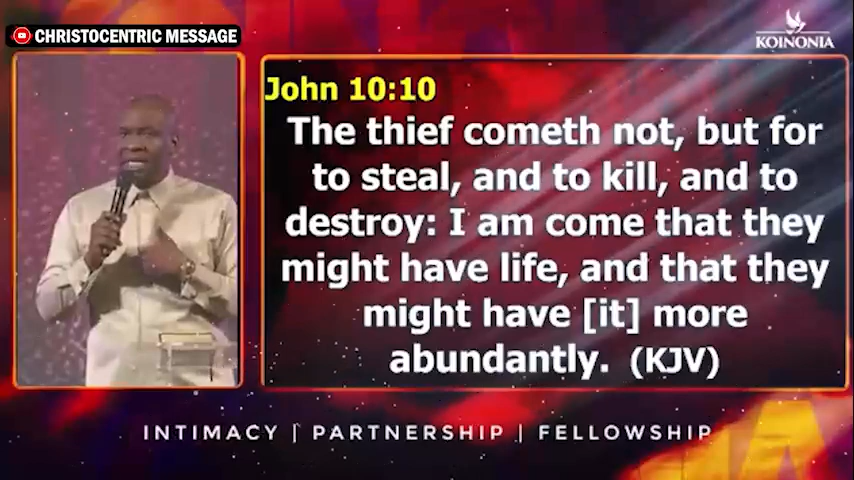 CHRISTOCENTRIC MESSAGE
KOINONIA
John 10:10
The thief cometh not, but for
to steal, and to kill, and to
destroy: I am come that they
might have life, and that they
might have [it] more
abundantly. (KJV)
INTIMACY | PARTNERSHIP | FELLOWSHIP